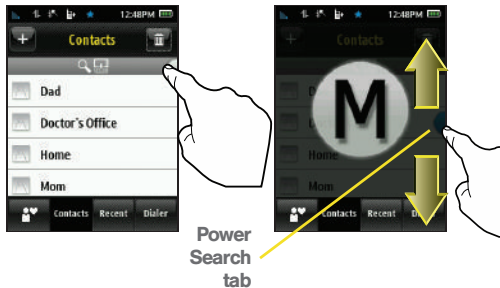 12:48PM
Contacts
Dad
Doctor's Office
Home
Mom
Contacts Recent Dialer
12:48PM
Contacts
M
Home
Mom
Contacts Recent
Power
Search
tab